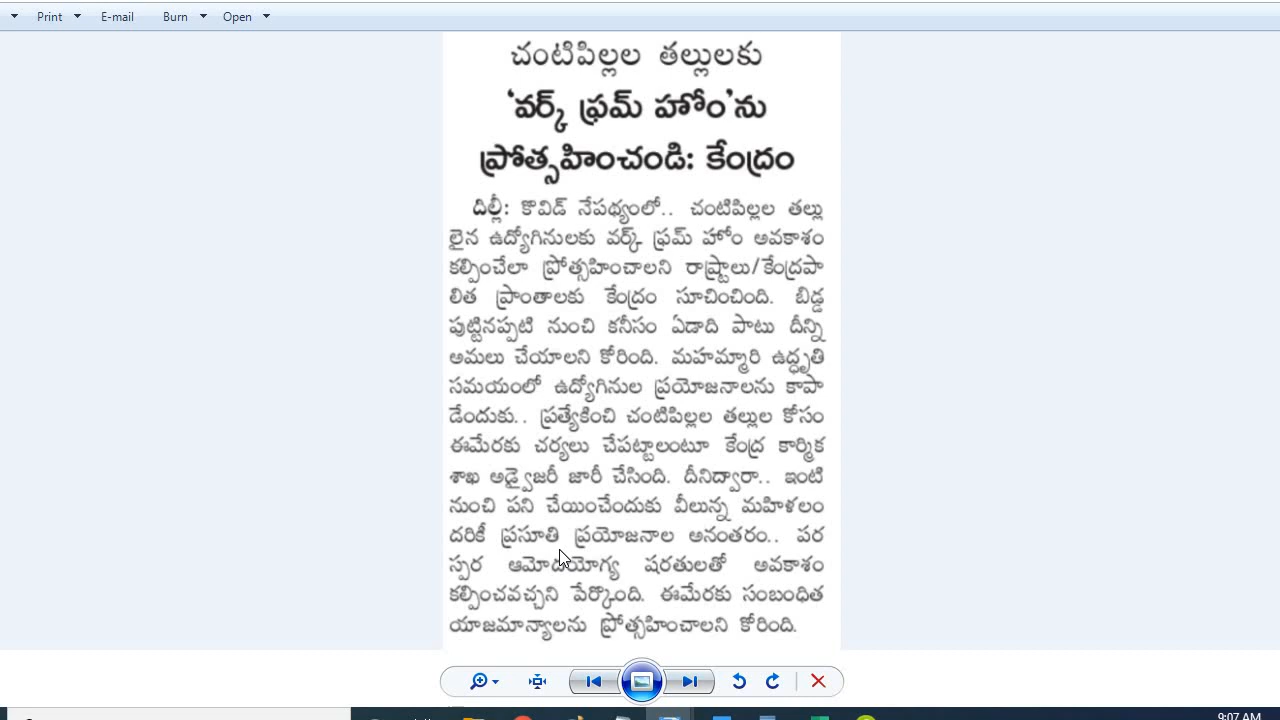 Print E-mail Burn Open
చంటిపిల్లల తల్లులకు
‘వర్క్ ఫ్రమ్ హోం’ను
ప్రోత్సహించండి: కేంద్రం
దిల్లీ: కొవిడ్ నేపథ్యంలో.. చంటిపిల్లల తల్లు
లైన ఉద్యోగినులకు వర్క్ ఫ్రమ్ హోం అవకాశం
కల్పించేలా ప్రోత్సహించాలని రాష్ట్రాలు/కేంద్రపా
లిత ప్రాంతాలకు కేంద్రం సూచించింది. బిడ్డ
పుట్టినప్పటి నుంచి కనీసం ఏడాది పాటు దీన్ని
అమలు చేయాలని కోరింది. మహమ్మారి ఉద్ధృతి
సమయంలో ఉద్యోగినుల ప్రయోజనాలను కాపా
డేందుకు.. ప్రత్యేకించి చంటిపిల్లల తల్లుల కోసం
ఈమేరకు చర్యలు చేపట్టాలంటూ కేంద్ర కార్మిక
శాఖ అడ్వైజరీ జారీ చేసింది. దీనిద్వారా.. ఇంటి
నుంచి పని చేయించేందుకు వీలున్న మహిళలం
దరికీ ప్రసూతి ప్రయోజనాల అనంతరం.. పర
స్పర ఆమోదయోగ్య షరతులతో అవకాశం
కల్పించవచ్చని పేర్కొంది. ఈమేరకు సంబంధిత
యాజమాన్యాలను ప్రోత్సహించాలని కోరింది.
9:07 AM